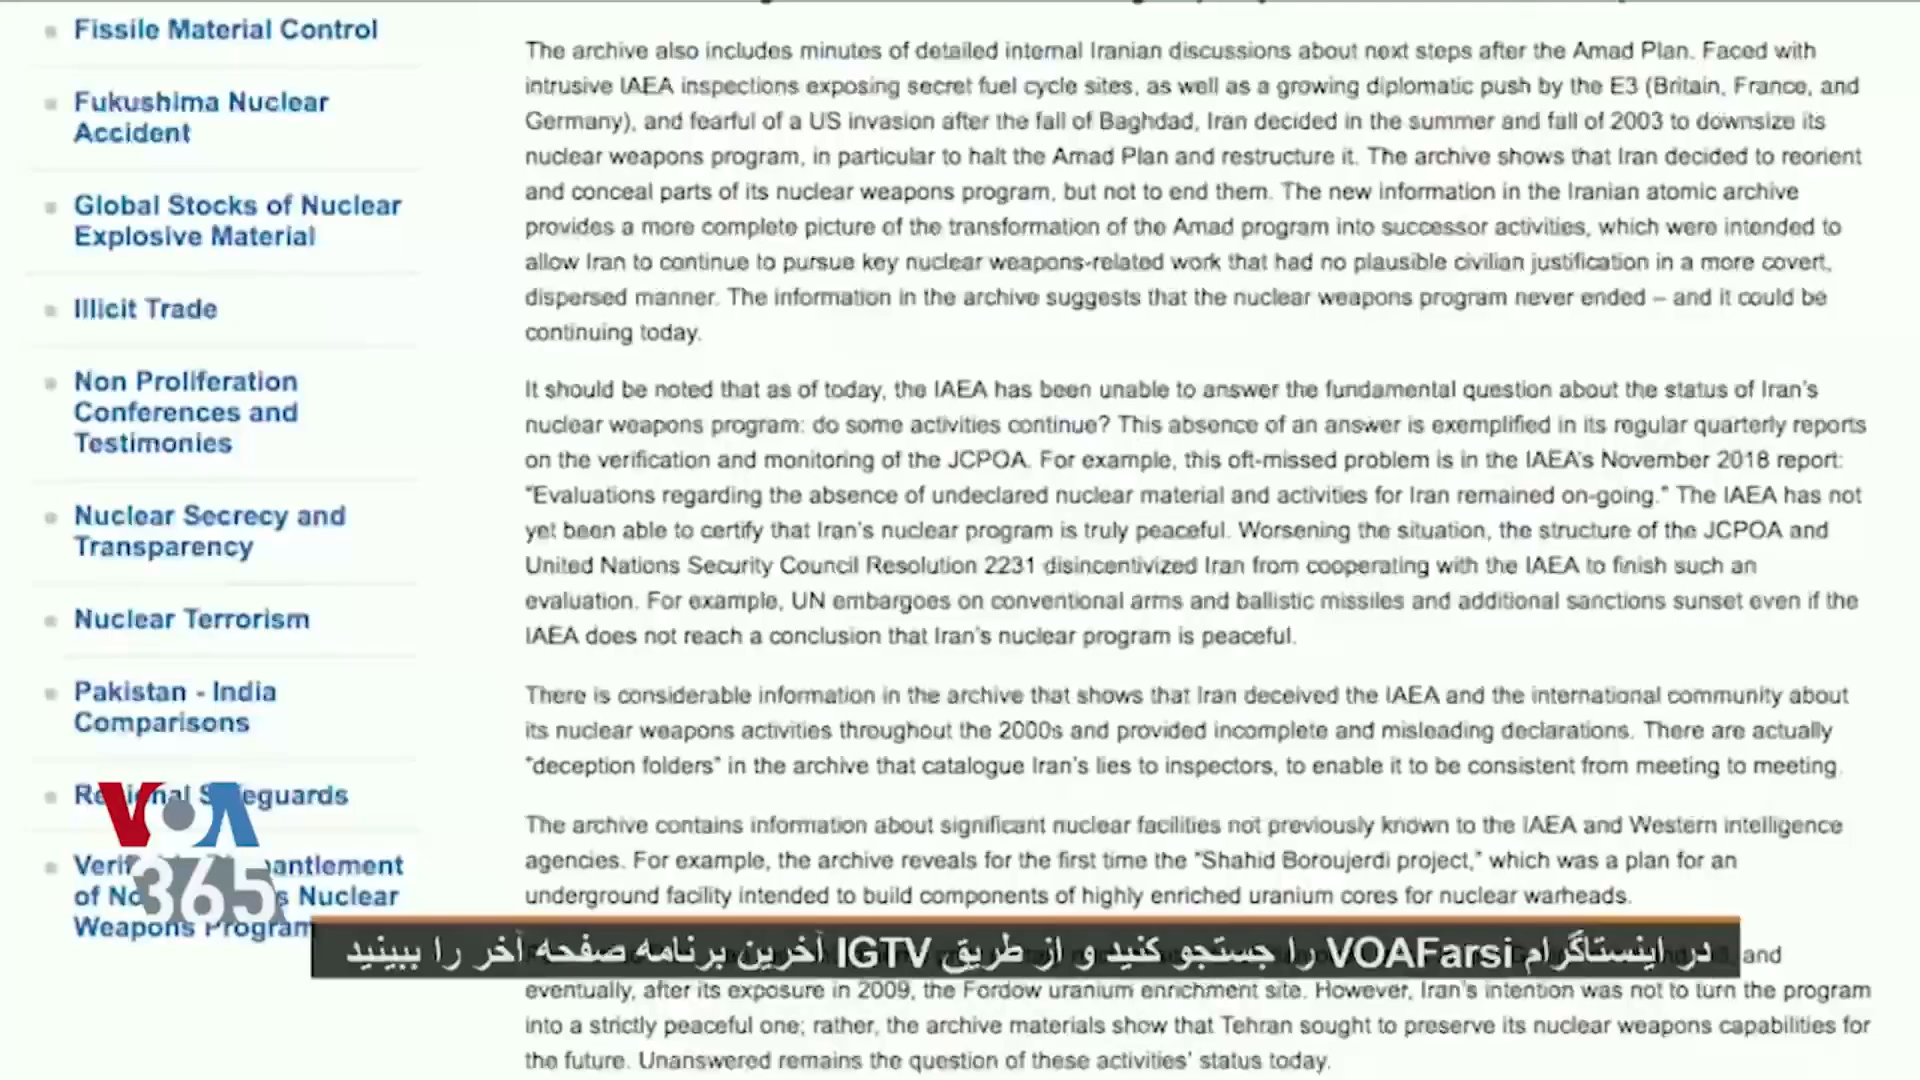 Fissile Material Control
Fukushima Nuclear
Accident
Global Stocks of Nuclear
Explosive Material
Illicit Trade
Non Proliferation
Conferences and
Testimonies
Nuclear Secrecy and
Transparency
Nuclear Terrorism
Pakistan - India
Comparisons
Regional Safeguards
of No
Nuclear
Weapons Program
The archive also includes minutes of detailed internal Iranian discussions about next steps after the Amad Plan. Faced with
intrusive IAEA inspections exposing secret fuel cycle sites, as well as a growing diplomatic push by the E3 (Britain, France, and
Germany), and fearful of a US invasion after the fall of Baghdad, Iran decided in the summer and fall of 2003 to downsize its
nuclear weapons program, in particular to halt the Amad Plan and restructure it. The archive shows that Iran decided to reorient
and conceal parts of its nuclear weapons program, but not to end them. The new information in the Iranian atomic archive
provides a more complete picture of the transformation of the Amad program into successor activities, which were intended to
allow Iran to continue to pursue key nuclear weapons-related work that had no plausible civilian justification in a more covert,
dispersed manner. The information in the archive suggests that the nuclear weapons program never ended – and it could be
continuing today.
It should be noted that as of today, the IAEA has been unable to answer the fundamental question about the status of Iran's
nuclear weapons program: do some activities continue? This absence of an answer is exemplified in its regular quarterly reports
on the verification and monitoring of the JCPOA. For example, this oft-missed problem is in the IAEA's November 2018 report:
"Evaluations regarding the absence of undeclared nuclear material and activities for Iran remained on-going." The IAEA has not
yet been able to certify that Iran's nuclear program is truly peaceful. Worsening the situation, the structure of the JCPOA and
United Nations Security Council Resolution 2231 disincentivized Iran from cooperating with the IAEA to finish such an
evaluation. For example, UN embargoes on conventional arms and ballistic missiles and additional sanctions sunset even if the
IAEA does not reach a conclusion that Iran's nuclear program is peaceful.
There is considerable information in the archive that shows that Iran deceived the IAEA and the international community about
its nuclear weapons activities throughout the 2000s and provided incomplete and misleading declarations. There are actually
"deception folders" in the archive that catalogue Iran's lies to inspectors, to enable it to be consistent from meeting to meeting.
The archive contains information about significant nuclear facilities not previously known to the IAEA and Western intelligence
agencies. For example, the archive reveals for the first time the "Shahid Boroujerdi project," which was a plan for an
underground facility intended to build components of highly enriched uranium cores for nuclear warheads.
and
eventually, after its exposure in 2009, the Fordow uranium enrichment site. However, Iran's intention was not to turn the program
into a strictly peaceful one; rather, the archive materials show that Tehran sought to preserve its nuclear weapons capabilities for
the future. Unanswered remains the question of these activities' status today.
VOA
365
در اینستاگرام VOAFarsi را جستجو کنید و از طریق IGTV آخرین برنامه صفحه آخر را ببینید